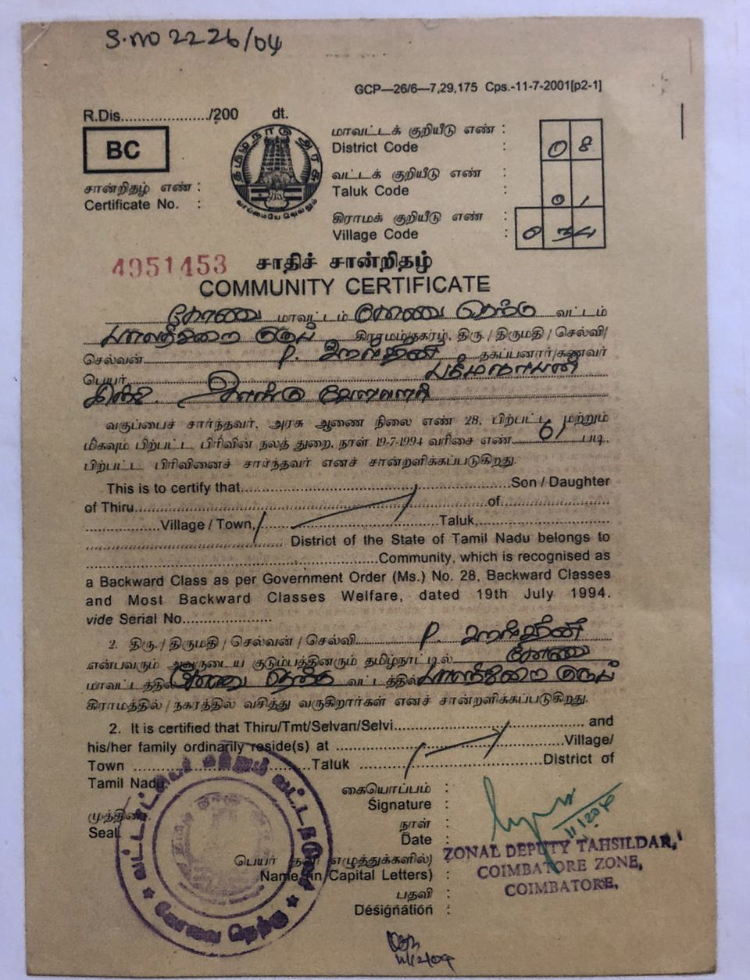 S.no 2226/04
GCP—26/6—7,29,175 Cps.-11-7-2001[p2-1]
R.Dis...................../200 dt.
BC
தமிழ்நாடு அரசு
வாய்மையே வெல்லும்
மாவட்டக் குறியீடு எண் :
District Code :
08
வட்டக் குறியீடு எண் :
Taluk Code :
01
கிராமக் குறியீடு எண் :
Village Code :
034
சான்றிதழ் எண் :
Certificate No. :
4951453
சாதிச் சான்றிதழ்
COMMUNITY CERTIFICATE
கோவை மாவட்டம் கோவை தெற்கு வட்டம்
கிராமம்/நகரம், திரு / திருமதி / செல்வி/
செல்வன் P. தகப்பனார்/கணவர்
பெயர்
இந்து.
வகுப்பைச் சார்ந்தவர், அரசு ஆணை நிலை எண் 28, பிற்பட்ட மற்றும்
மிகவும் பிற்பட்ட பிரிவின் நலத் துறை, நாள் 19-7-1994 வரிசை எண் 61 படி,
பிற்பட்ட பிரிவினைச் சார்ந்தவர் எனச் சான்றளிக்கப்படுகிறது.
This is to certify that..........Son / Daughter
of Thiru..........of..........
..........Village / Town,..........Taluk..........
.......... District of the State of Tamil Nadu belongs to
..........Community, which is recognised as
a Backward Class as per Government Order (Ms.) No. 28, Backward Classes
and Most Backward Classes Welfare, dated 19th July 1994.
vide Serial No..........
2. திரு / திருமதி / செல்வன் / செல்வி P.
என்பவரும் அவருடைய குடும்பத்தினரும் தமிழ்நாட்டில் கோவை
மாவட்டத்தில் கோவை தெற்கு வட்டத்தில்
கிராமத்தில் / நகரத்தில் வசித்து வருகிறார்கள் எனச் சான்றளிக்கப்படுகிறது.
2. It is certified that Thiru/Tmt/Selvan/Selvi.......... and
his/her family ordinarily reside(s) at ..........Village/
Town ..........Taluk ..........District of
Tamil Nadu.
முத்திரை
Seal.
கையொப்பம் :
Signature :
நாள் :
Date :
பெயர் எழுத்துக்களில்)
Name (in Capital Letters) :
பதவி :
Designation :
ZONAL DEPUTY TAHSILDAR,
COIMBATORE ZONE,
COIMBATORE.
கோவை தெற்கு